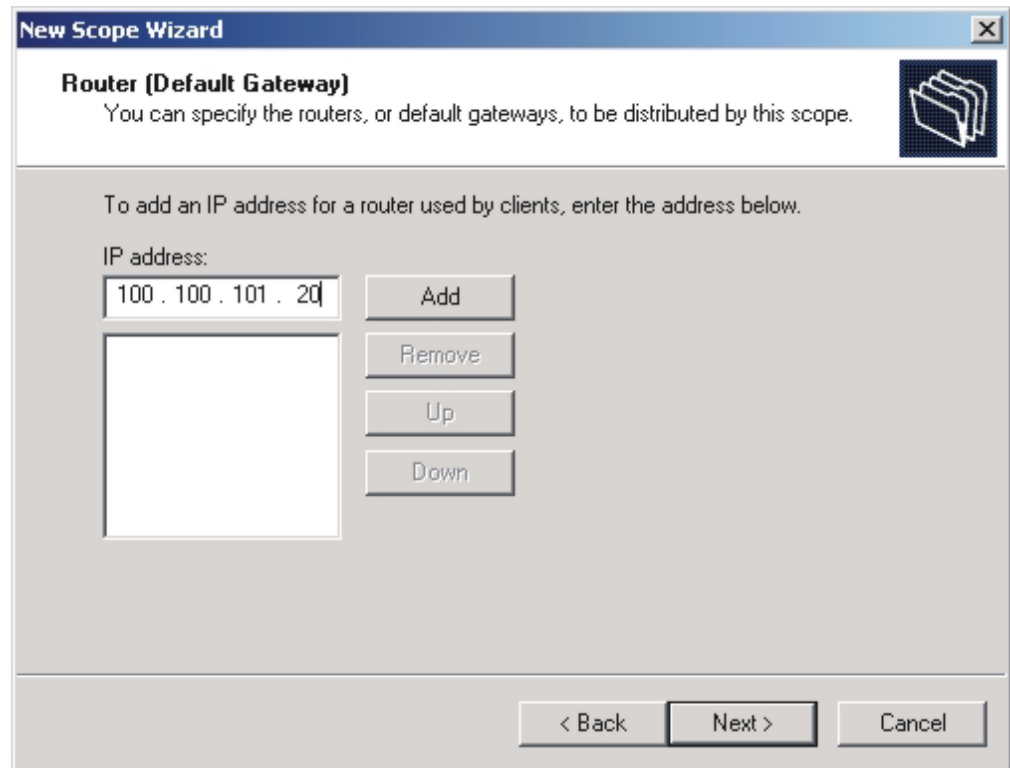 New Scope Wizard
Router (Default Gateway)
You can specify the routers, or default gateways, to be distributed by this scope.
To add an IP address for a router used by clients, enter the address below.
IP address:
100 . 100 . 101 . 20
Add
Remove
Up
Down
< Back
Next >
Cancel